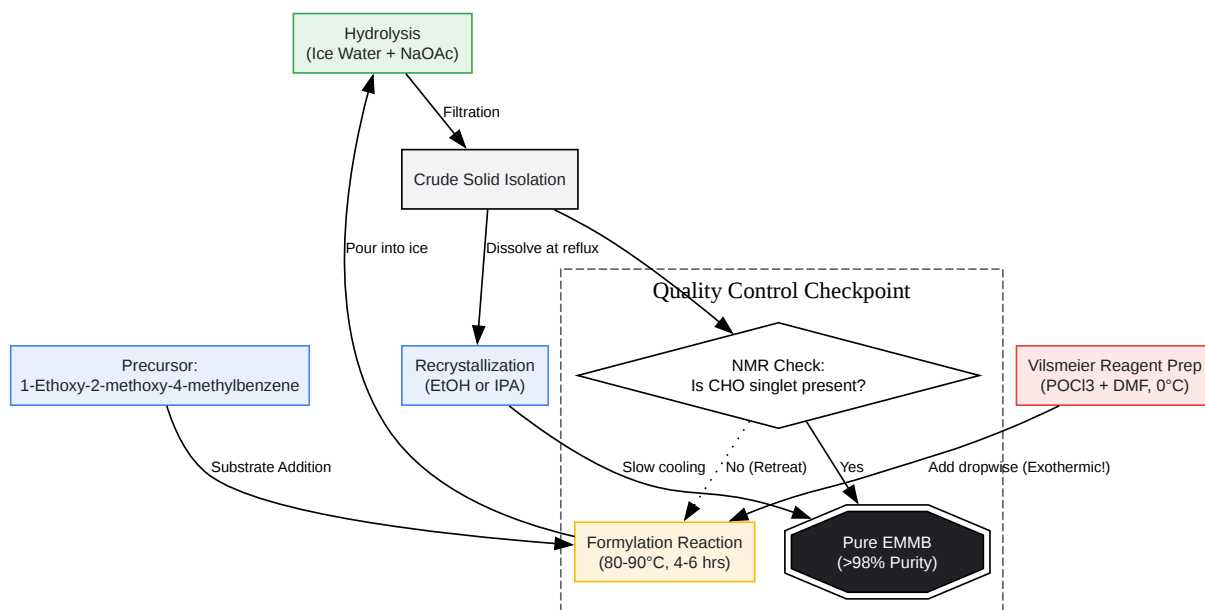 Hydrolysis
(Ice Water + NaOAc)
Filtration
Crude Solid Isolation
Pour into ice
Dissolve at reflux
Quality Control Checkpoint
Precursor:
1-Ethoxy-2-methoxy-4-methylbenzene
Recrystallization
(EtOH or IPA)
NMR Check:
Is CHO singlet present?
Vilsmeier Reagent Prep
(POCl3 + DMF, 0°C)
Substrate Addition
Slow cooling
No (Retreat)
Yes
Add dropwise (Exothermic!)
Formylation Reaction
(80-90°C, 4-6 hrs)
Pure EMMB
(>98% Purity)